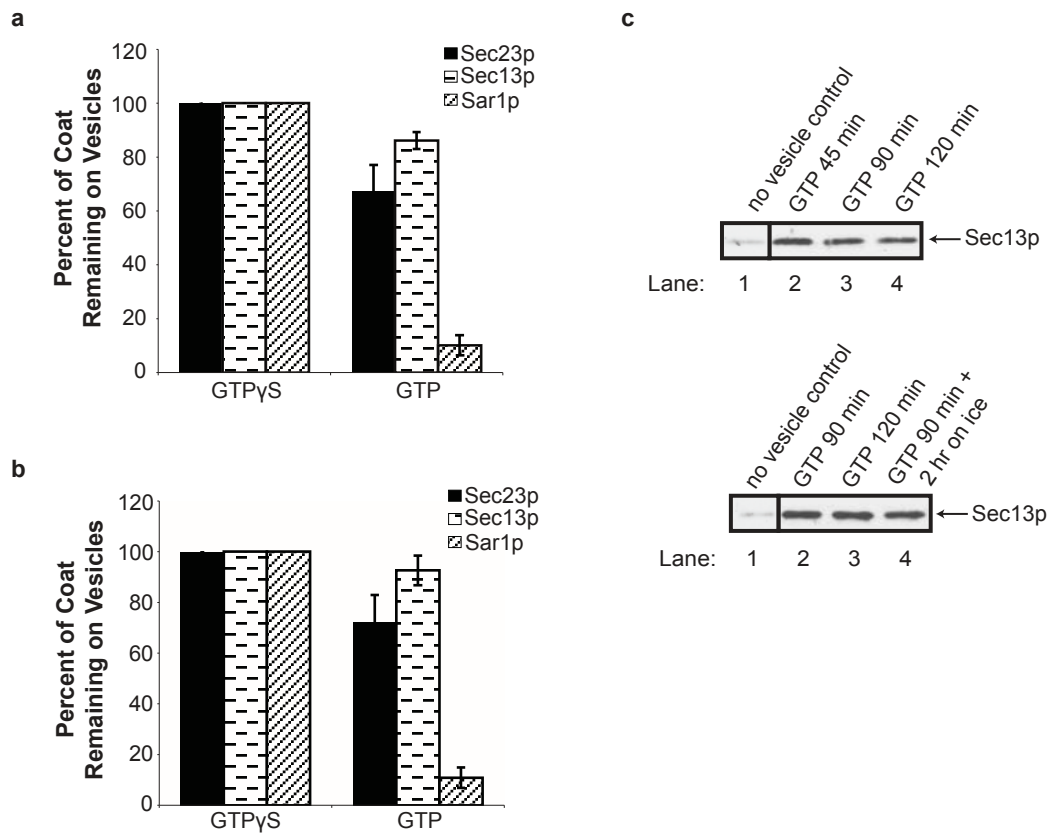 a
Percent of Coat
Remaining on Vesicles
120
100
80
60
40
20
0
Sec23p
Sec13p
Sar1p
GTPγS
GTP
b
Percent of Coat
Remaining on Vesicles
120
100
80
60
40
20
0
Sec23p
Sec13p
Sar1p
GTPγS
GTP
c
no vesicle control
GTP 45 min
GTP 90 min
GTP 120 min
Sec13p
Lane: 1 2 3 4
no vesicle control
GTP 90 min
GTP 120 min
GTP 90 min +
2 hr on ice
Sec13p
Lane: 1 2 3 4